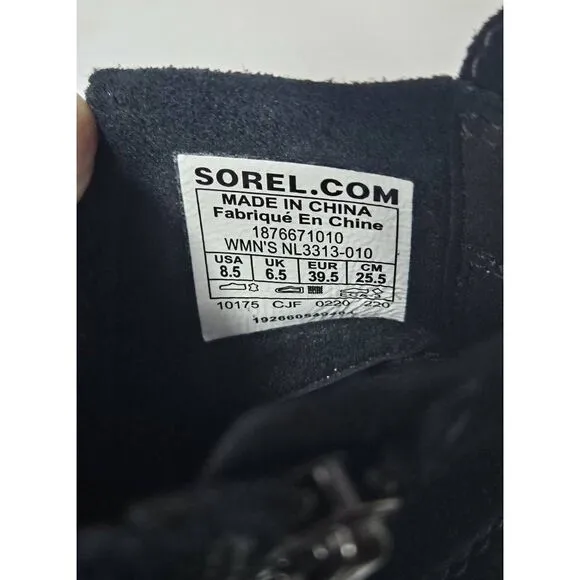 SOREL.COM
MADE IN CHINA
Fabriqué En Chine
1876671010
WMN'S NL3313-010
USA UK EUR CM
8.5 6.5 39.5 25.5
10175 CJF 0220 220